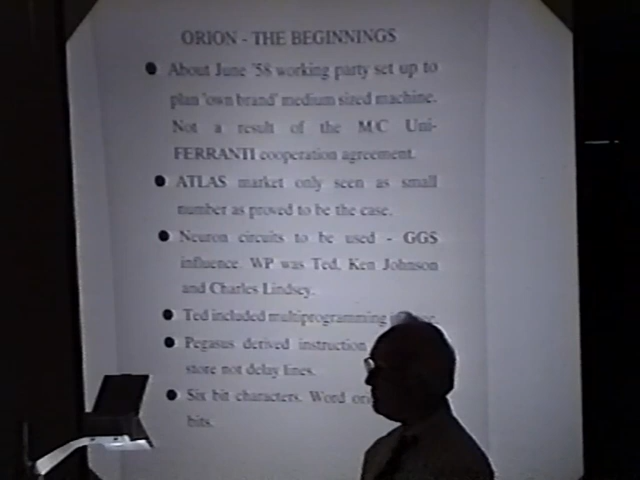 ORION - THE BEGINNINGS
About June '58 working party set up to
plan 'own brand' medium sized machine.
Not a result of the M/C Uni-
FERRANTI cooperation agreement.
ATLAS market only seen as small
number as proved to be the case.
Neuron circuits to be used - GGS
influence. WP was Ted, Ken Johnson
and Charles Lindsey.
Ted included multiprogramming
Pegasus derived instruction
store not delay lines.
Six bit characters. Word
bits.